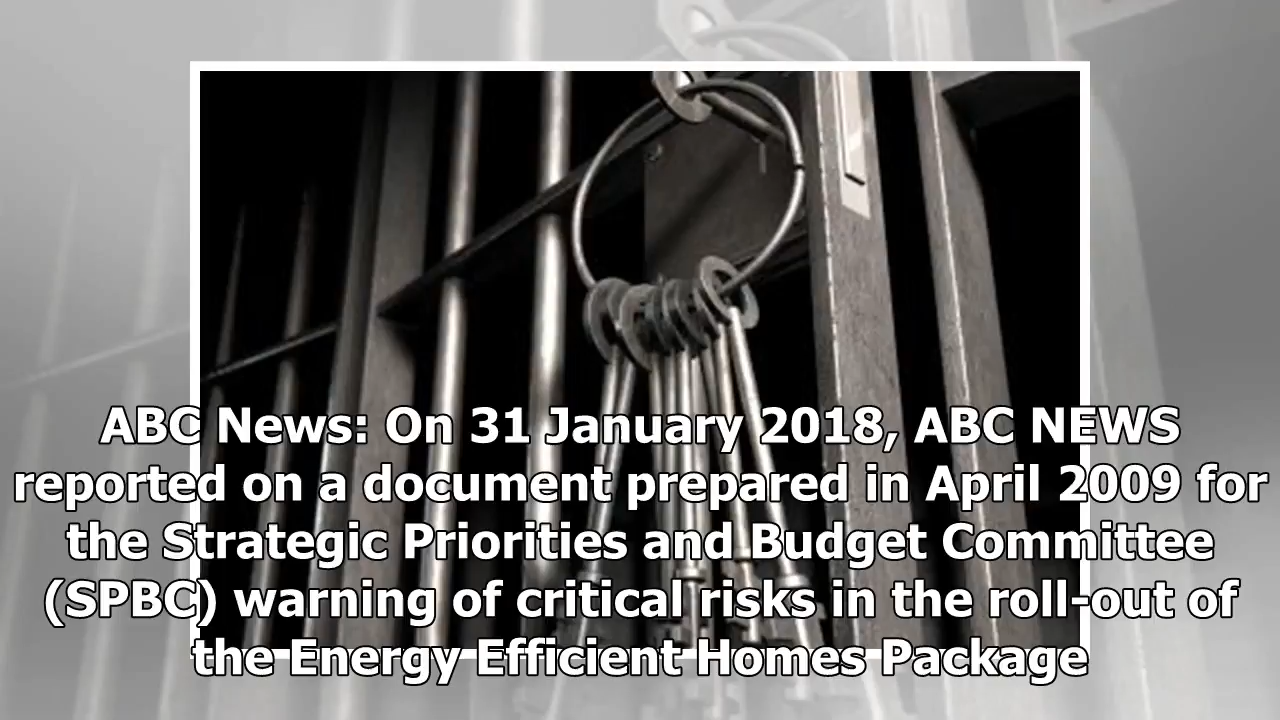 ABC News: On 31 January 2018, ABC NEWS
reported on a document prepared in April 2009 for
the Strategic Priorities and Budget Committee
(SPBC) warning of critical risks in the roll-out of
the Energy Efficient Homes Package